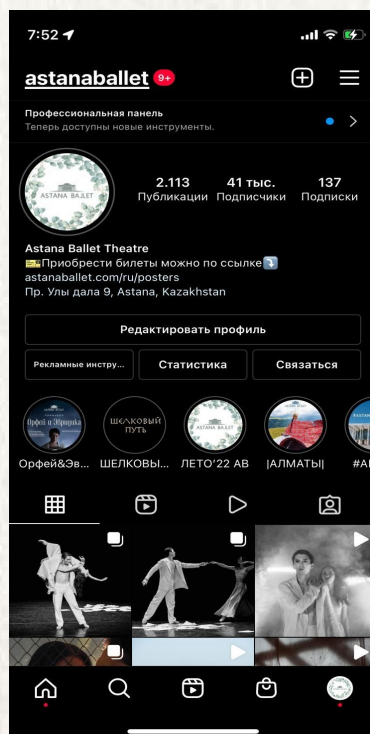 7:52
astanaballet 9+
Профессиональная панель
Теперь доступны новые инструменты.
ASTANA BALLET
2.113 41 тыс. 137
Публикации Подписчики Подписки
Astana Ballet Theatre
🎫Приобрести билеты можно по ссылке⤵️
astanaballet.com/ru/posters
Пр. Улы дала 9, Astana, Kazakhstan
Редактировать профиль
Рекламные инстру... Статистика Связаться
Орфей и Эвридика
ШЕЛКОВЫЙ
ПУТЬ
ASTANA BALLET
Орфей&Эв... ШЕЛКОВЫ... ЛЕТО'22 АВ |АЛМАТЫ|